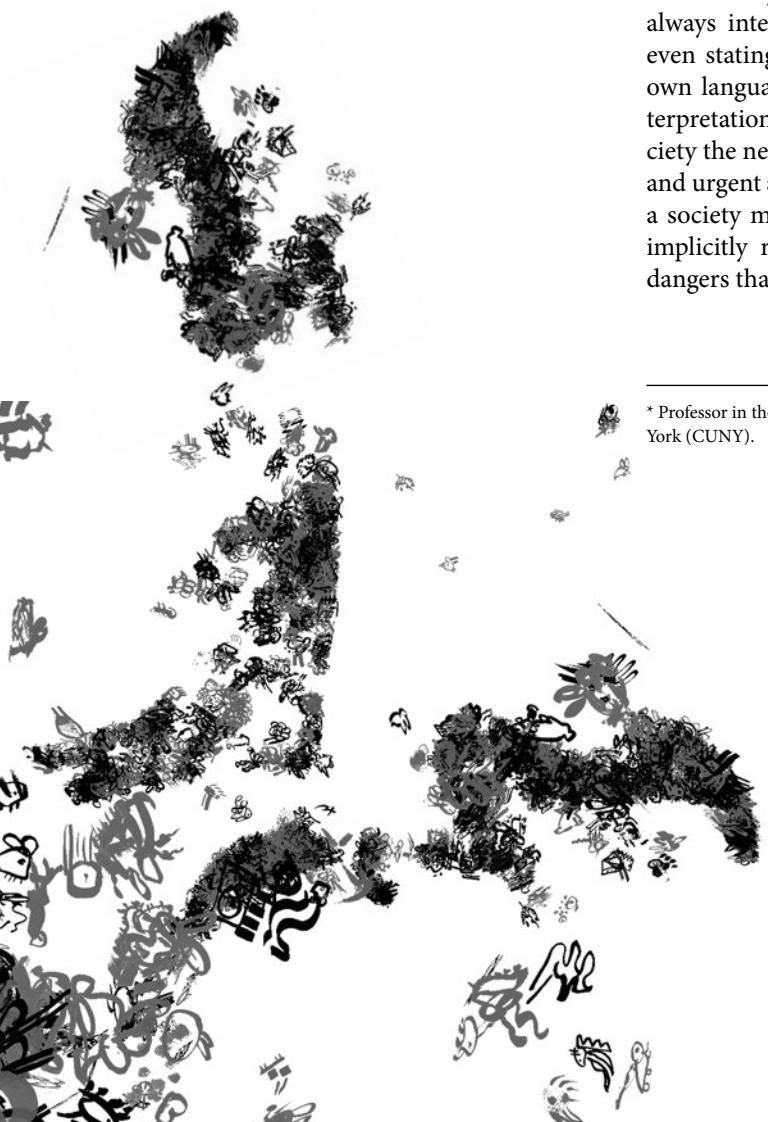 always inte
even stating
own langua
terpretation
ciety the ne
and urgent
a society m
implicitly r
dangers tha
* Professor in the
York (CUNY).